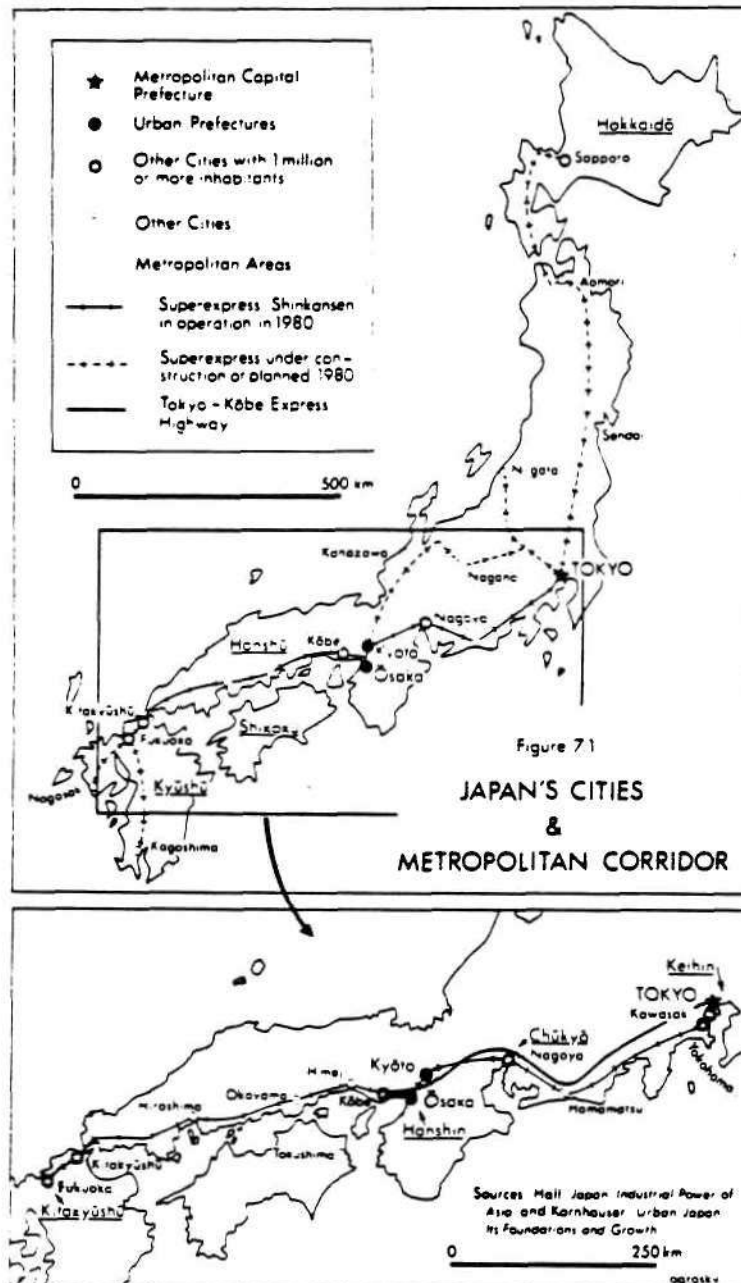 Metropolitan Capital
Prefecture
Urban Prefectures
Other Cities with 1 million
or more inhabitants
Other Cities
Metropolitan Areas
Superexpress Shinkansen
in operation in 1980
Superexpress under con-
struction or planned 1980
Tokyo - Kōbe Express
Highway
0 500 km
Hokkaidō
Sapporo
Aomori
Sendai
Niigata
Kanazawa
Nagano
TOKYO
Nagoya
Honshū
Kōbe
Kyōto
Ōsaka
Kitakyūshū
Fukuoka
Shikoku
Nagasaki
Kyūshū
Kagoshima
Figure 7.1
JAPAN'S CITIES
&
METROPOLITAN CORRIDOR
Keihin
TOKYO
Kawasaki
Yokohama
Chūkyō
Nagoya
Hamamatsu
Kyōto
Himeji
Kōbe
Ōsaka
Hanshin
Okayama
Hiroshima
Tokushima
Kitakyūshū
Fukuoka
Kitakyūshū
Sources Hall Japan Industrial Power of
Asia and Kornhauser Urban Japan
Its Foundations and Growth
0 250 km